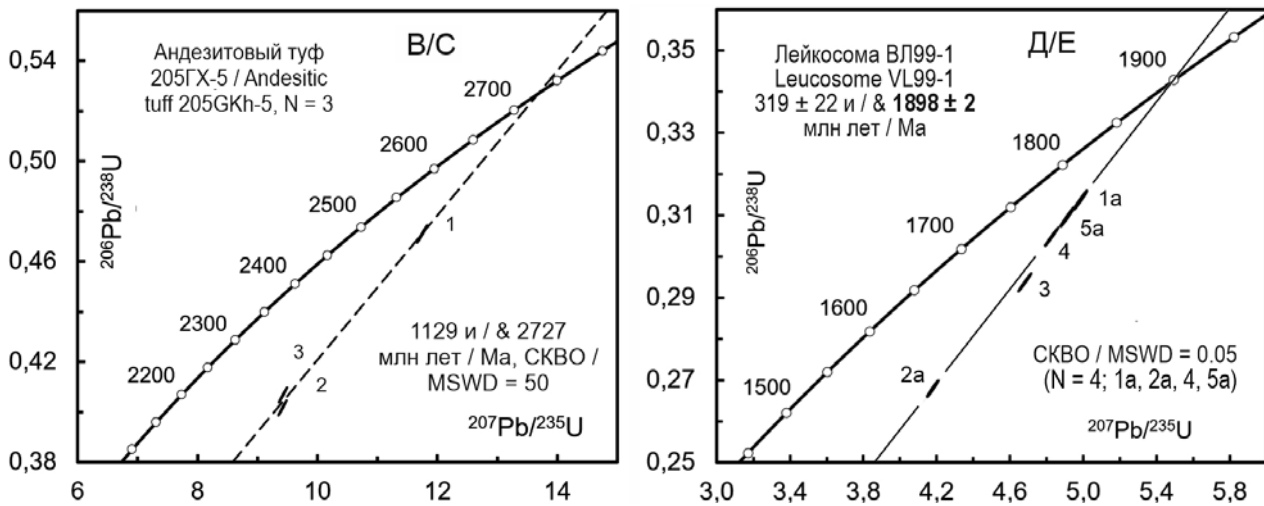 В/С
Андезитовый туф
205ГХ-5 / Andesitic
tuff 205GKh-5, N = 3
0,54
0,50
0,46
0,42
0,38
²⁰⁶Pb/²³⁸U
2700
2600
2500
2400
2300
2200
1
3
2
1129 и / & 2727
млн лет / Ma, СКВО /
MSWD = 50
²⁰⁷Pb/²³⁵U
6
8
10
12
14
Д/Е
Лейкосома ВЛ99-1
Leucosome VL99-1
319 ± 22 и / & 1898 ± 2
млн лет / Ma
0,35
0,33
0,31
0,29
0,27
0,25
²⁰⁶Pb/²³⁸U
1900
1800
1700
1600
1500
1a
5a
4
3
2a
СКВО / MSWD = 0.05
(N = 4; 1a, 2a, 4, 5a)
²⁰⁷Pb/²³⁵U
3,0
3,4
3,8
4,2
4,6
5,0
5,4
5,8